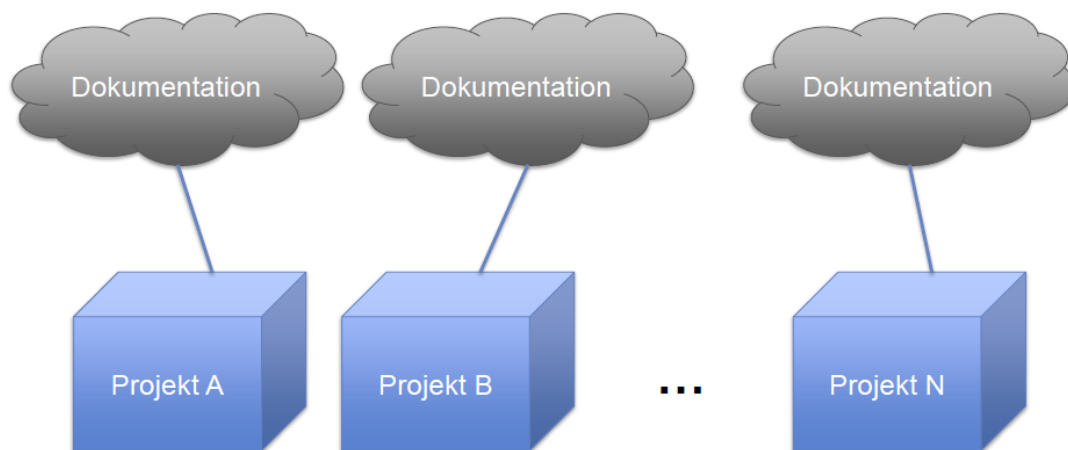 Dokumentation
Dokumentation
Dokumentation
Projekt A
Projekt B
...
Projekt N